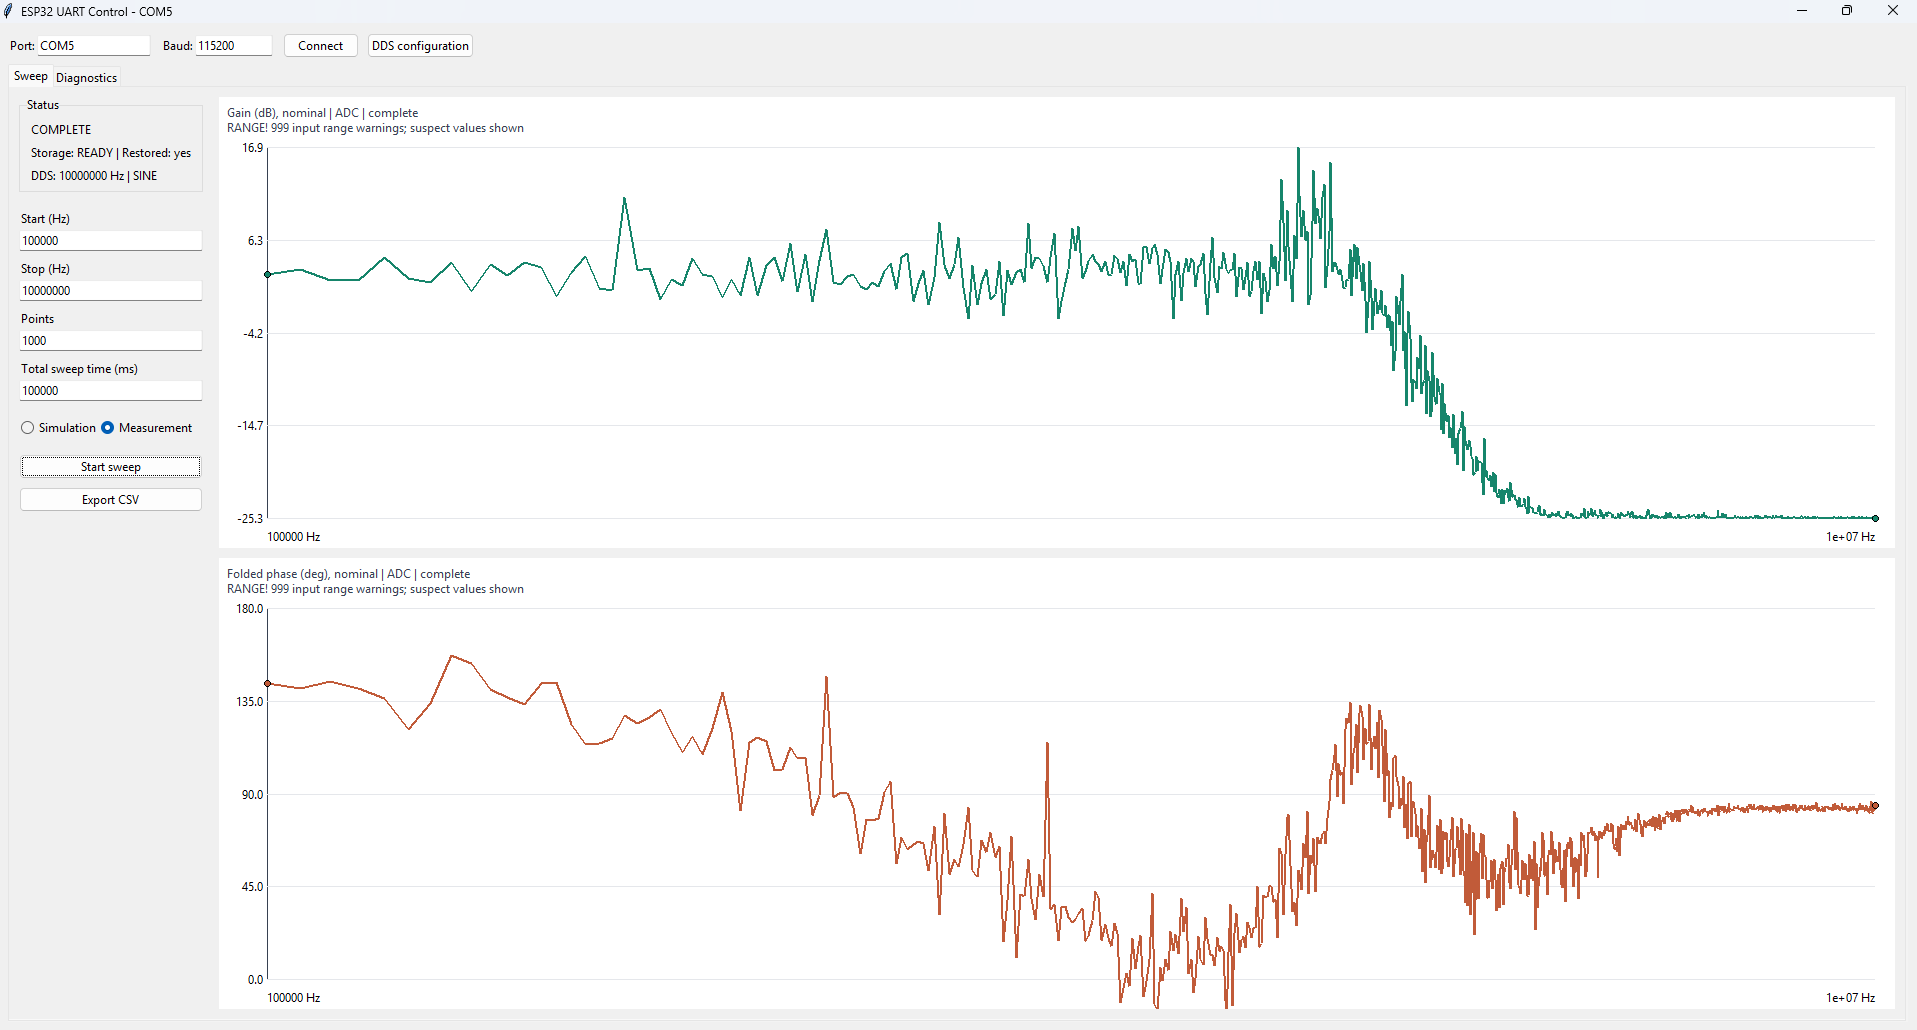 ESP32 UART Control - COM5
Port: COM5 Baud: 115200 Connect DDS configuration
Sweep Diagnostics
Status
COMPLETE
Storage: READY | Restored: yes
DDS: 10000000 Hz | SINE
Start (Hz)
100000
Stop (Hz)
10000000
Points
1000
Total sweep time (ms)
100000
Simulation Measurement
Start sweep
Export CSV
Gain (dB), nominal | ADC | complete
RANGE! 999 input range warnings; suspect values shown
16.9
6.3
-4.2
-14.7
-25.3
100000 Hz 1e+07 Hz
Folded phase (deg), nominal | ADC | complete
RANGE! 999 input range warnings; suspect values shown
180.0
135.0
90.0
45.0
0.0
100000 Hz 1e+07 Hz